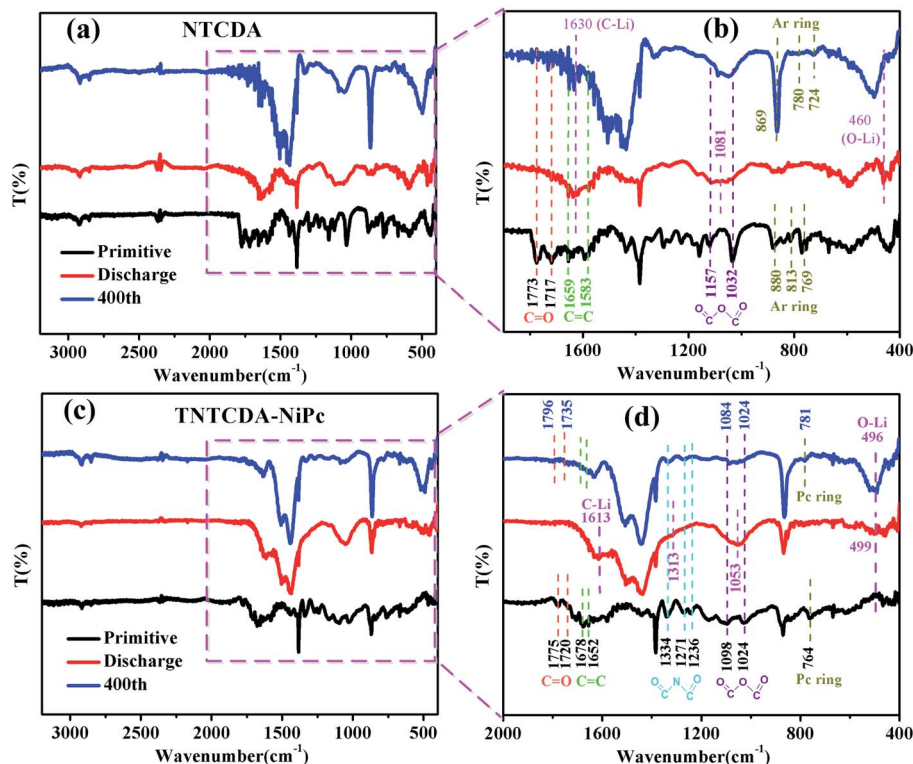 (a)
NTCDA
T(%)
Primitive
Discharge
400th
3000 2500 2000 1500 1000 500
Wavenumber(cm-1)
(b)
1630 (C-Li)
Ar ring
869
780
724
1081
460
(O-Li)
1773
1717
1659
1583
1157
1032
880
813
769
C=O
C=C
O O O
C C
Ar ring
1600 1200 800 400
Wavenumber(cm-1)
(c)
TNTCDA-NiPc
T(%)
Primitive
Discharge
400th
3000 2500 2000 1500 1000 500
Wavenumber(cm-1)
(d)
1796
1735
1084
1024
781
O-Li
496
Pc ring
C-Li
1613
1313
1053
499
1775
1720
1678
1652
1334
1271
1236
1098
1024
764
C=O
C=C
O N O
C C
O O O
C C
Pc ring
T(%)
T(%)
2000 1600 1200 800 400
Wavenumber(cm-1)